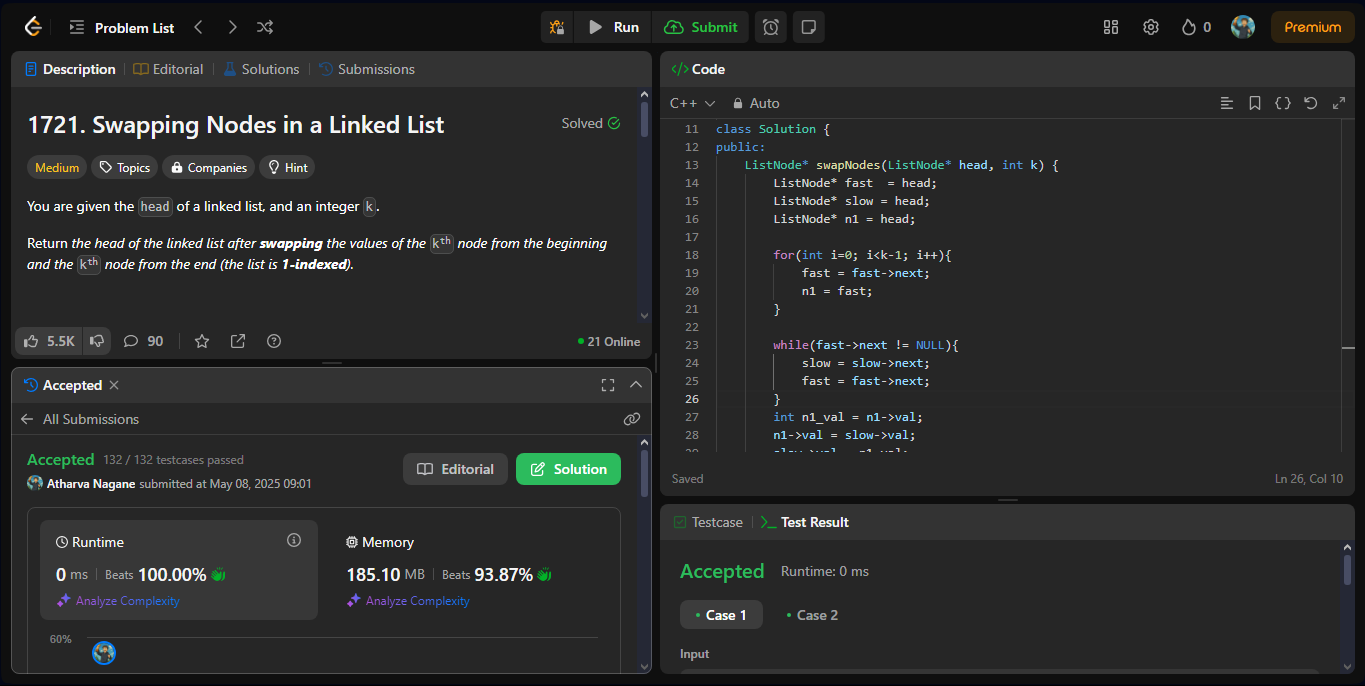 Problem List
Run
Submit
0
Premium
Description
Editorial
Solutions
Submissions
1721. Swapping Nodes in a Linked List
Solved
Medium
Topics
Companies
Hint
You are given the head of a linked list, and an integer k.
Return the head of the linked list after swapping the values of the kth node from the beginning
and the kth node from the end (the list is 1-indexed).
5.5K
90
21 Online
Accepted
All Submissions
Accepted 132 / 132 testcases passed
Atharva Nagane submitted at May 08, 2025 09:01
Editorial
Solution
Runtime
0 ms
Beats 100.00%
Analyze Complexity
Memory
185.10 MB
Beats 93.87%
Analyze Complexity
60%
</> Code
C++
Auto
11 class Solution {
12 public:
13 ListNode* swapNodes(ListNode* head, int k) {
14 ListNode* fast  = head;
15 ListNode* slow = head;
16 ListNode* n1 = head;
17
18 for(int i=0; i<k-1; i++){
19 fast = fast->next;
20 n1 = fast;
21 }
22
23 while(fast->next != NULL){
24 slow = slow->next;
25 fast = fast->next;
26 }
27 int n1_val = n1->val;
28 n1->val = slow->val;
Saved
Ln 26, Col 10
Testcase
Test Result
Accepted
Runtime: 0 ms
Case 1
Case 2
Input